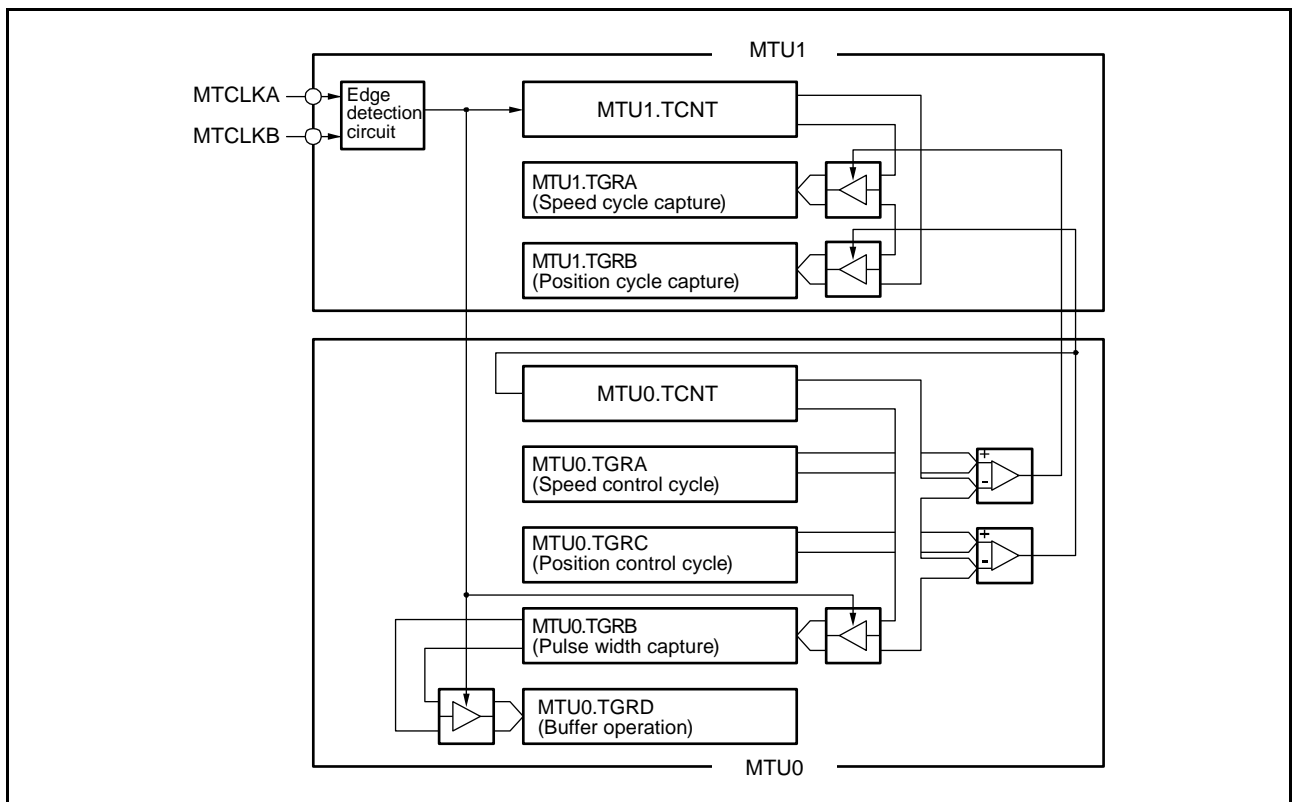 MTU1
MTCLKA
MTCLKB
Edge
detection
circuit
MTU1.TCNT
MTU1.TGRA
(Speed cycle capture)
MTU1.TGRB
(Position cycle capture)
MTU0.TCNT
MTU0.TGRA
(Speed control cycle)
+
-
MTU0.TGRC
(Position control cycle)
+
-
MTU0.TGRB
(Pulse width capture)
MTU0.TGRD
(Buffer operation)
MTU0